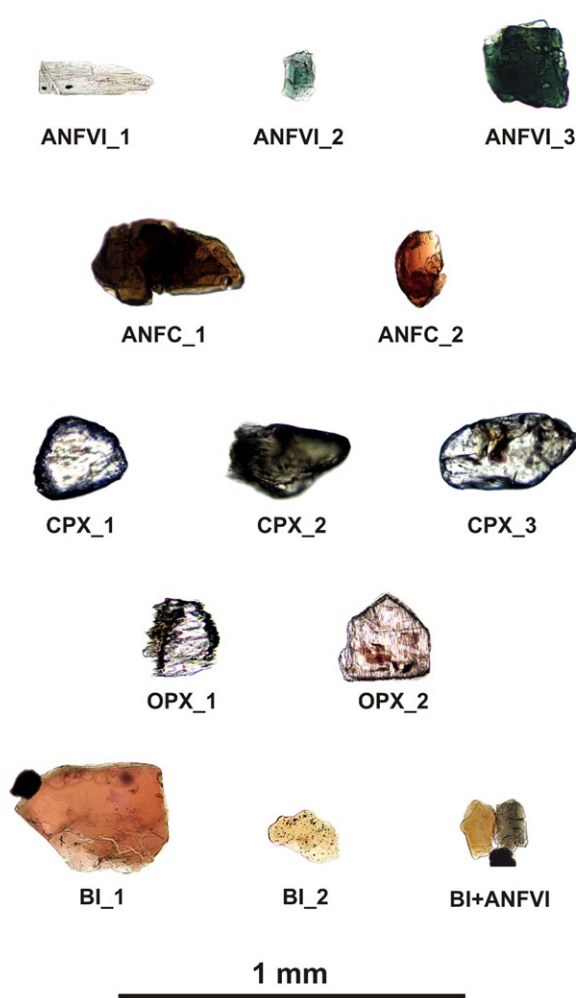 ANFVI_1 ANFVI_2 ANFVI_3
ANFC_1 ANFC_2
CPX_1 CPX_2 CPX_3
OPX_1 OPX_2
BI_1 BI_2 BI+ANFVI
1 mm